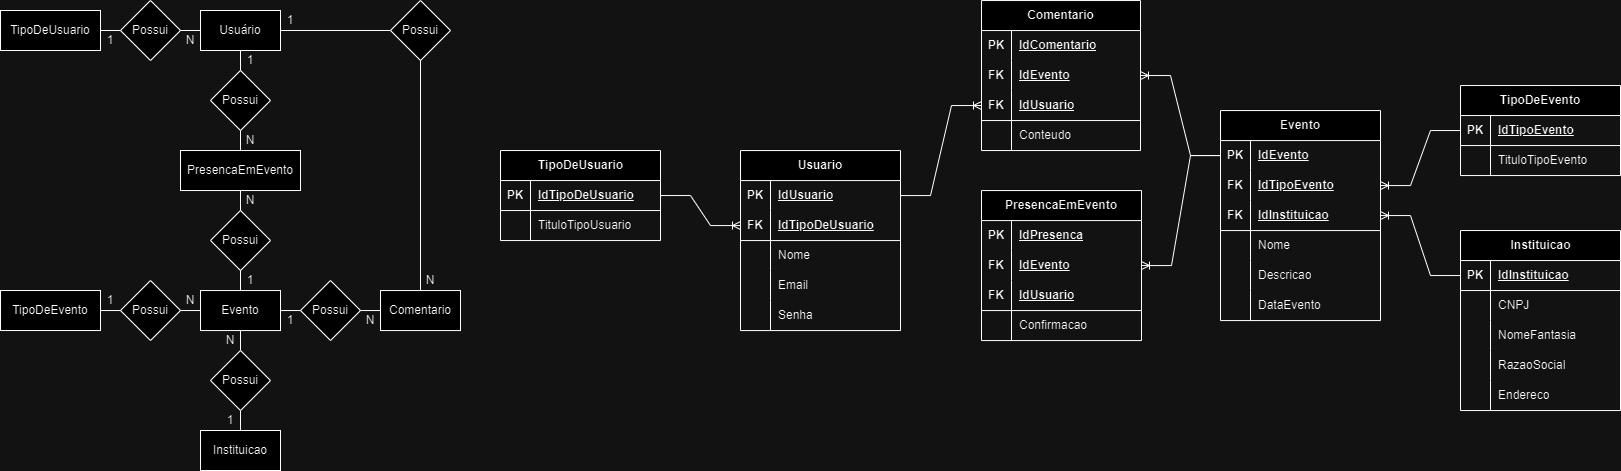 TipoDeUsuario
1
Possui
N
Usuário
1
Possui
1
Possui
N
PresencaEmEvento
N
Possui
1
TipoDeEvento
1
Possui
N
Evento
1
Possui
N
Comentario
N
N
Possui
1
Instituicao
TipoDeUsuario
PK IdTipoDeUsuario
TituloTipoUsuario
Usuario
PK IdUsuario
FK IdTipoDeUsuario
Nome
Email
Senha
Comentario
PK IdComentario
FK IdEvento
FK IdUsuario
Conteudo
PresencaEmEvento
PK IdPresenca
FK IdEvento
FK IdUsuario
Confirmacao
Evento
PK IdEvento
FK IdTipoEvento
FK IdInstituicao
Nome
Descricao
DataEvento
TipoDeEvento
PK IdTipoEvento
TituloTipoEvento
Instituicao
PK IdInstituicao
CNPJ
NomeFantasia
RazaoSocial
Endereco